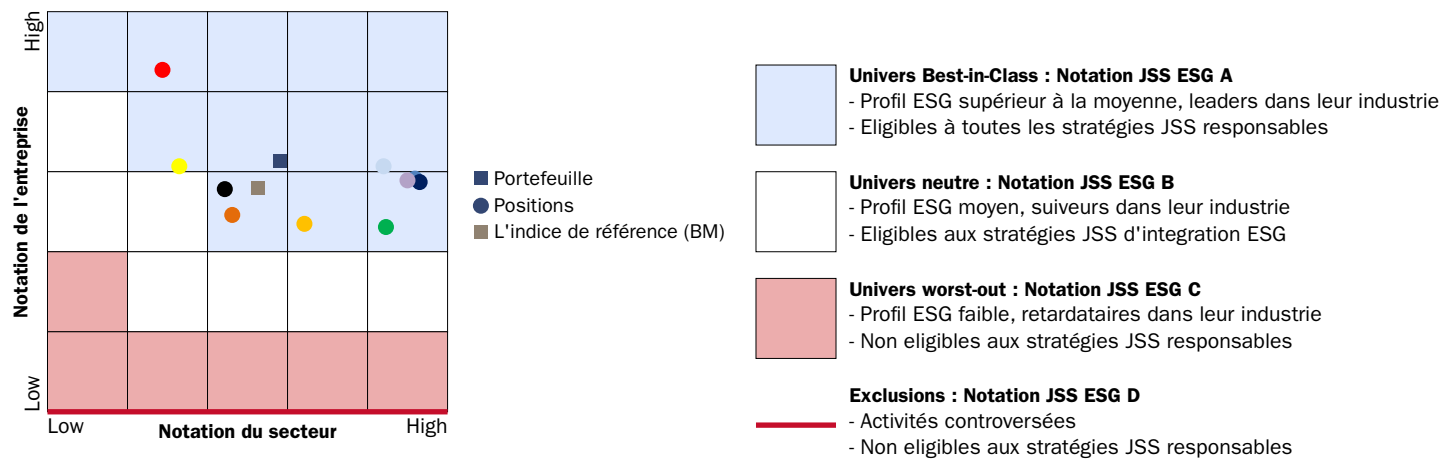 High
Notation de l'entreprise
Low
Low
Notation du secteur
High
Portefeuille
Positions
L'indice de référence (BM)
Univers Best-in-Class : Notation JSS ESG A
- Profil ESG supérieur à la moyenne, leaders dans leur industrie
- Eligibles à toutes les stratégies JSS responsables
Univers neutre : Notation JSS ESG B
- Profil ESG moyen, suiveurs dans leur industrie
- Eligibles aux stratégies JSS d'integration ESG
Univers worst-out : Notation JSS ESG C
- Profil ESG faible, retardataires dans leur industrie
- Non eligibles aux stratégies JSS responsables
Exclusions : Notation JSS ESG D
- Activités controversées
- Non eligibles aux stratégies JSS responsables